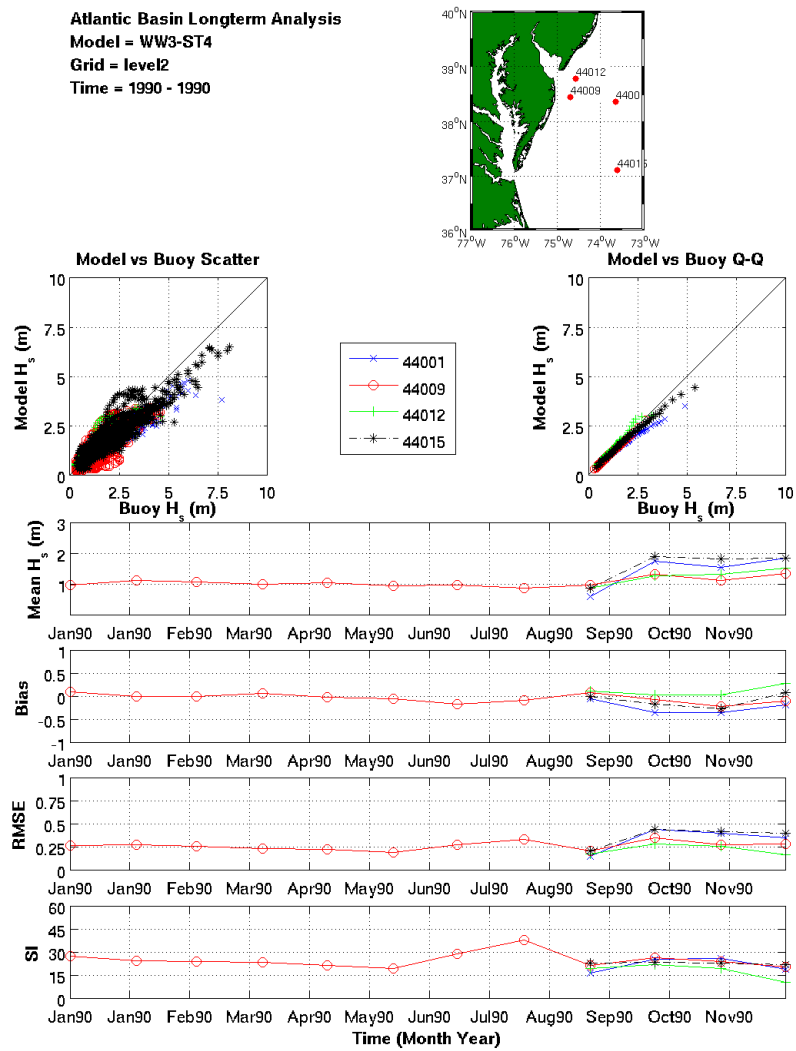 Atlantic Basin Longterm Analysis
Model = WW3-ST4
Grid = level2
Time = 1990 - 1990
40°N
39°N
38°N
37°N
36°N
77°W 76°W 75°W 74°W 73°W
44012
44009
4400
44015
Model vs Buoy Scatter
Model H_s (m)
10
7.5
5
2.5
0
0 2.5 5 7.5 10
Buoy H_s (m)
44001
44009
44012
44015
Model vs Buoy Q-Q
Model H_s (m)
10
7.5
5
2.5
0
0 2.5 5 7.5 10
Buoy H_s (m)
Mean H_s (m)
3
2
1
Jan90 Jan90 Feb90 Mar90 Apr90 May90 Jun90 Jul90 Aug90 Sep90 Oct90 Nov90
Bias
1
0.5
0
-0.5
-1
Jan90 Jan90 Feb90 Mar90 Apr90 May90 Jun90 Jul90 Aug90 Sep90 Oct90 Nov90
RMSE
1
0.75
0.5
0.25
0
Jan90 Jan90 Feb90 Mar90 Apr90 May90 Jun90 Jul90 Aug90 Sep90 Oct90 Nov90
SI
60
45
30
15
0
Jan90 Jan90 Feb90 Mar90 Apr90 May90 Jun90 Jul90 Aug90 Sep90 Oct90 Nov90
Time (Month Year)